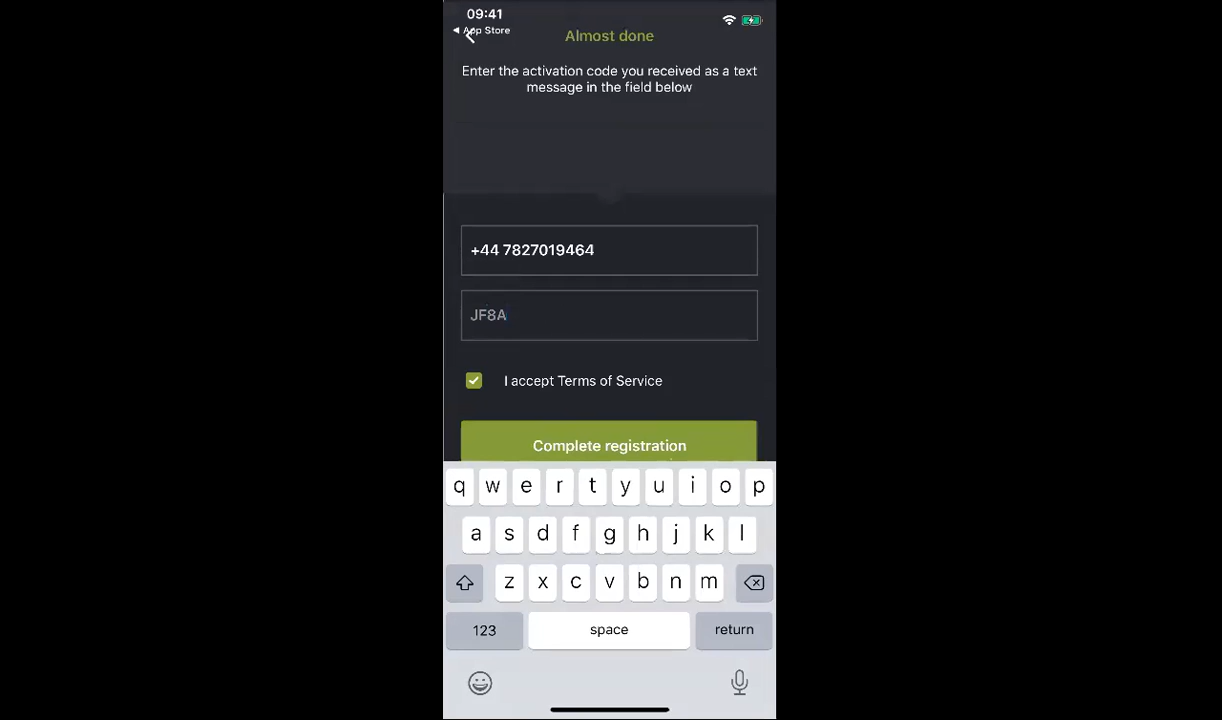 09:41
App Store
Almost done
Enter the activation code you received as a text
message in the field below
+44 7827019464
JF8A
I accept Terms of Service
Complete registration
q w e r t y u i o p
a s d f g h j k l
z x c v b n m
123 space return